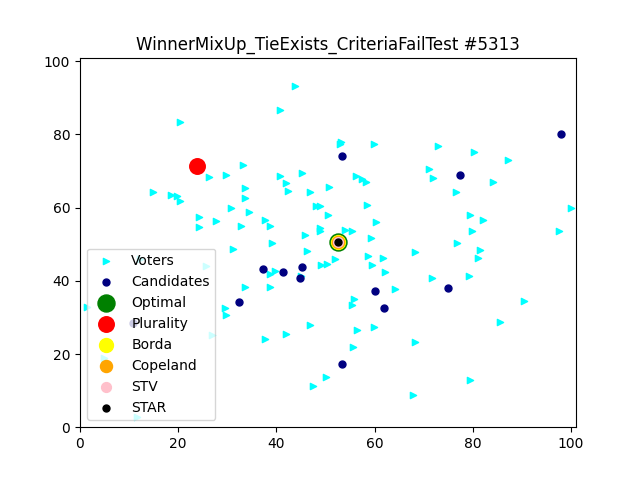 WinnerMixUp_TieExists_CriteriaFailTest #5313
100
80
60
40
20
0
Voters
Candidates
Optimal
Plurality
Borda
Copeland
STV
STAR
0 20 40 60 80 100